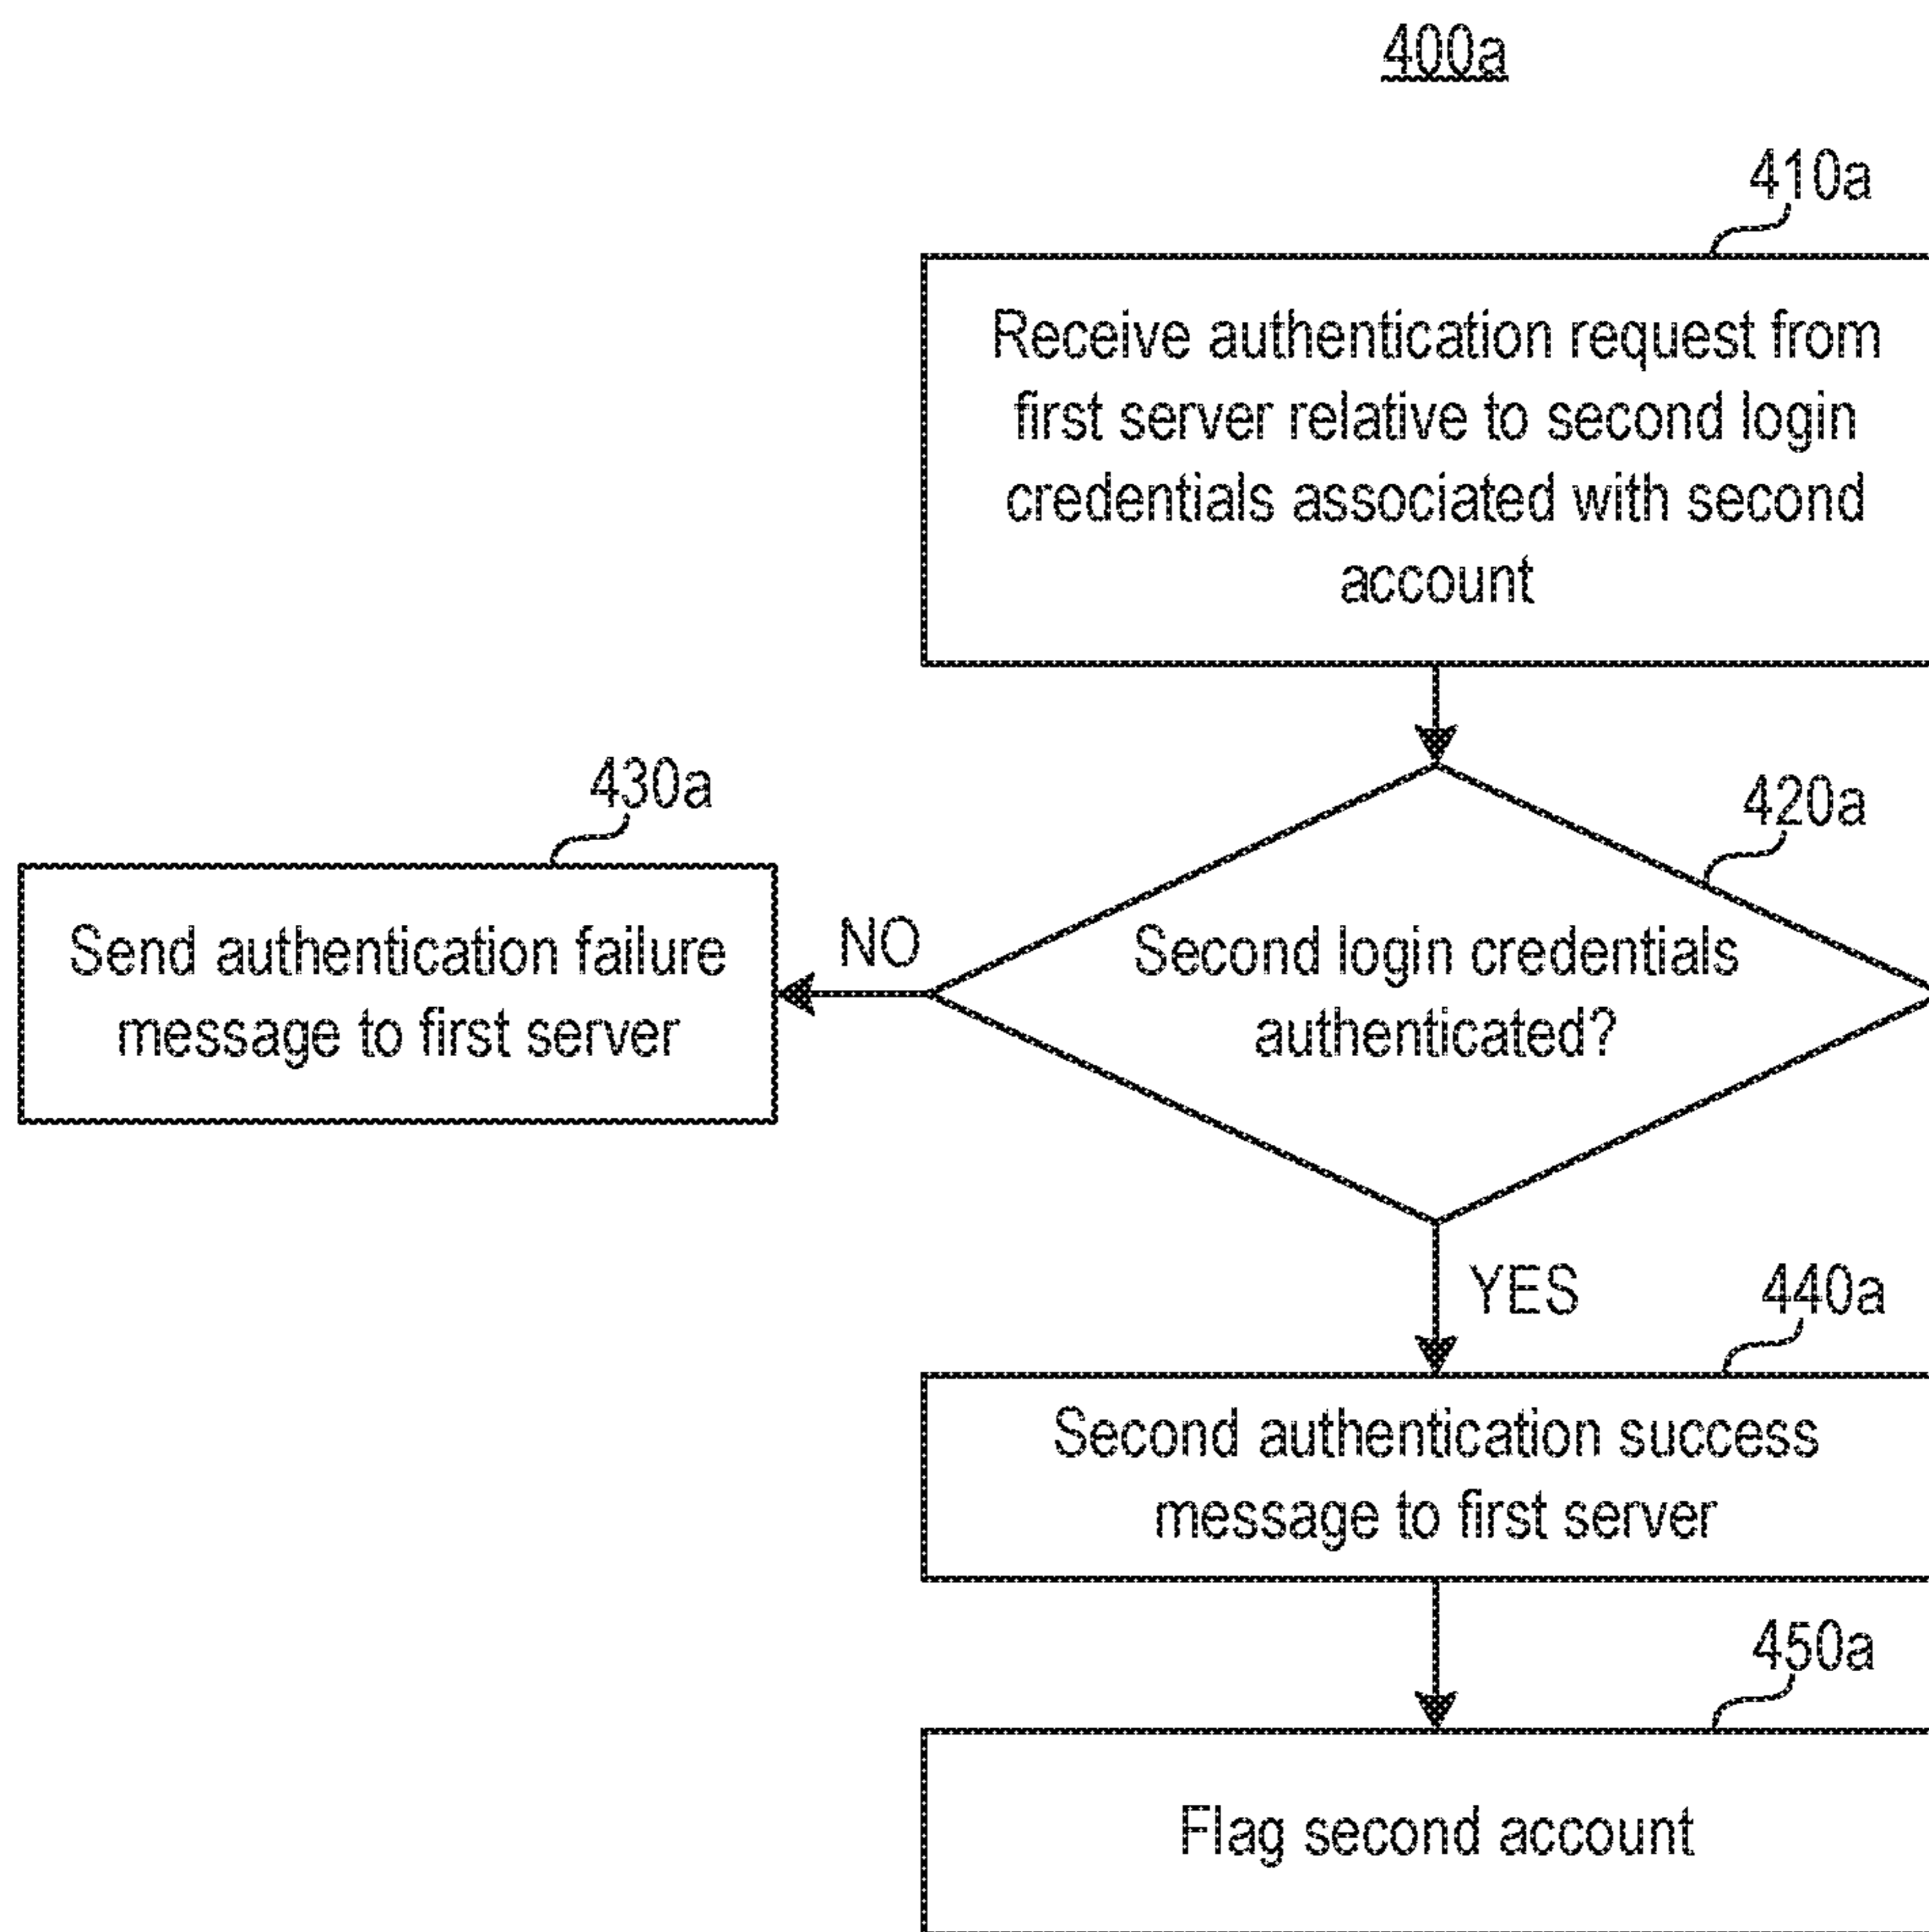 400a
410a
Receive authentication request from
first server relative to second login
credentials associated with second
account
430a
420a
Send authentication failure
message to first server
NO
Second login credentials
authenticated?
YES
440a
Second authentication success
message to first server
450a
Flag second account